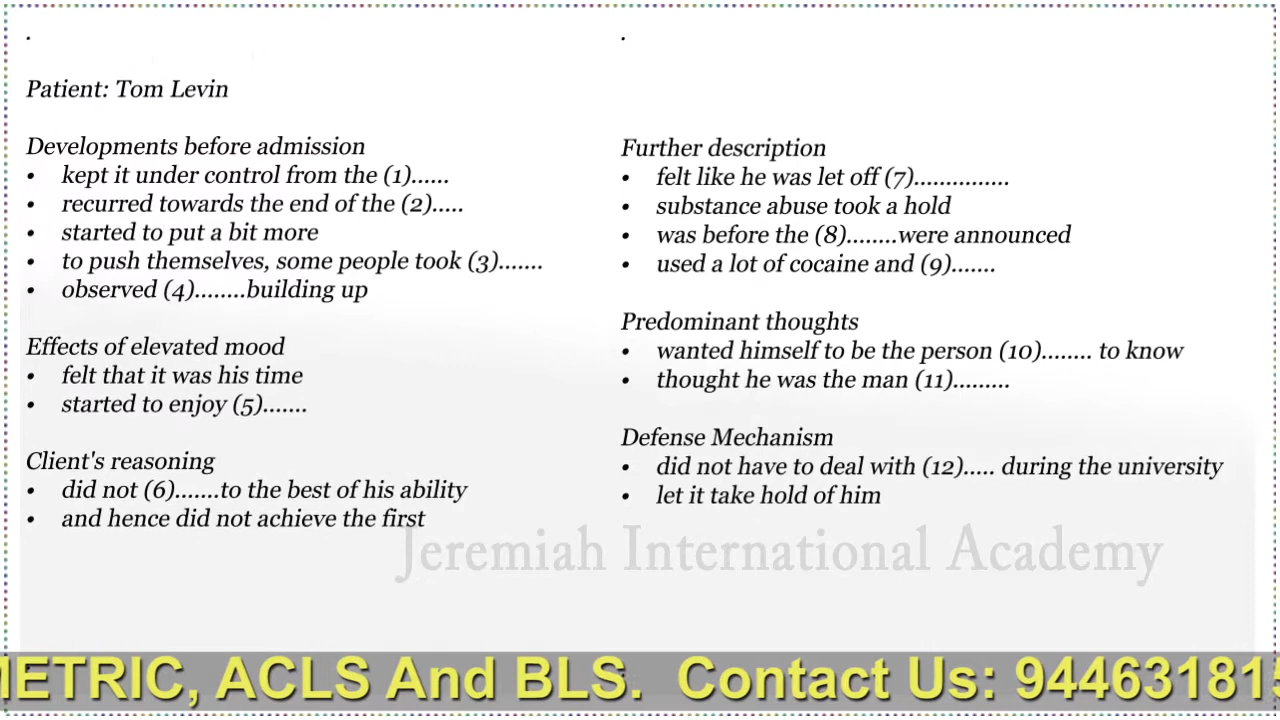 .
Patient: Tom Levin
Developments before admission
• kept it under control from the (1)......
• recurred towards the end of the (2).....
• started to put a bit more
• to push themselves, some people took (3).......
• observed (4)........building up
Effects of elevated mood
• felt that it was his time
• started to enjoy (5).......
Client's reasoning
• did not (6).......to the best of his ability
• and hence did not achieve the first
.
Further description
• felt like he was let off (7)...............
• substance abuse took a hold
• was before the (8)........were announced
• used a lot of cocaine and (9).......
Predominant thoughts
• wanted himself to be the person (10)........ to know
• thought he was the man (11).........
Defense Mechanism
• did not have to deal with (12)..... during the university
• let it take hold of him
Jeremiah International Academy
METRIC, ACLS And BLS. Contact Us: 94463181